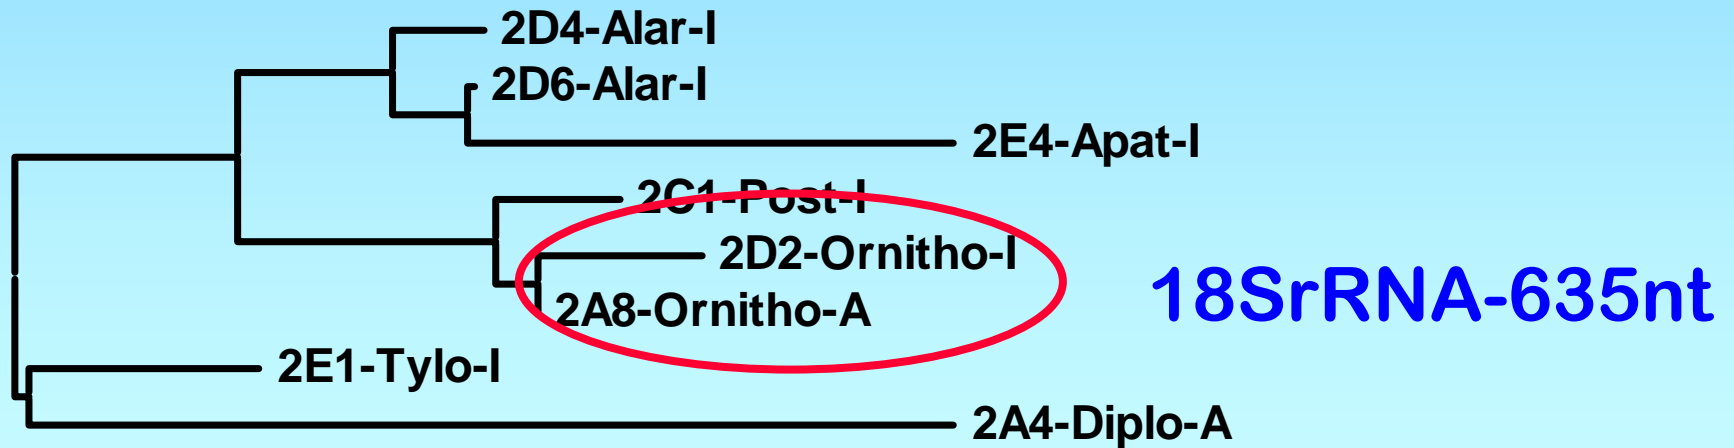 2D4-Alar-I
2D6-Alar-I
2E4-Apat-I
2C1-Post-I
2D2-Ornitho-I
2A8-Ornitho-A
18SrRNA-635nt
2E1-Tylo-I
2A4-Diplo-A